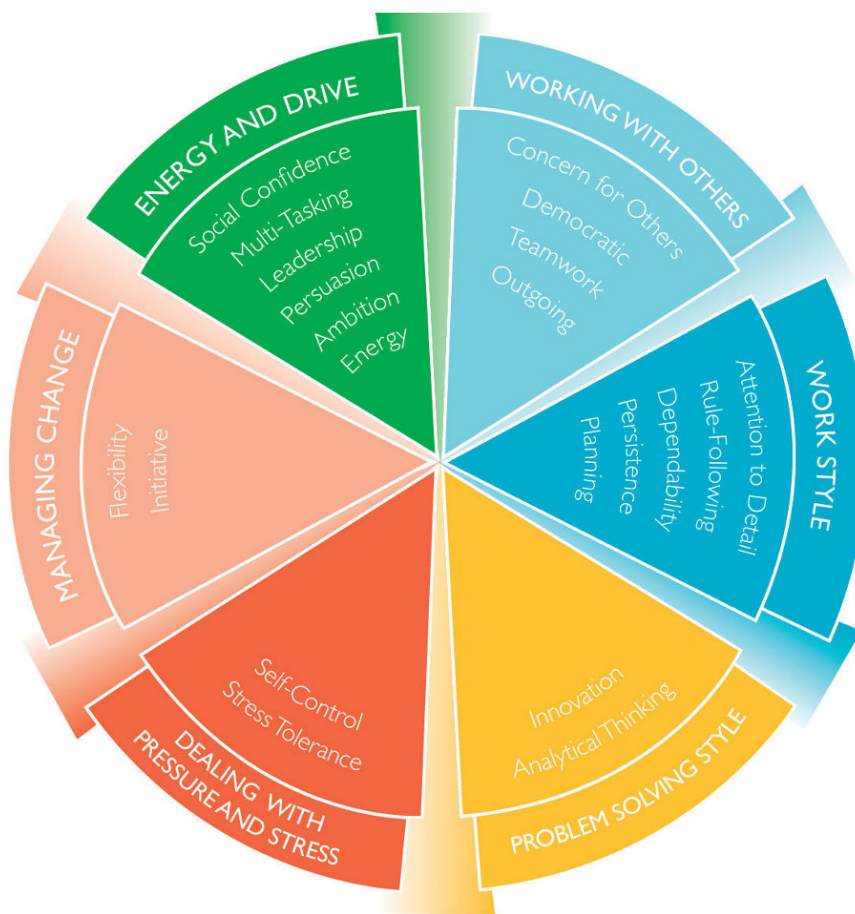 ENERGY AND DRIVE
Social Confidence
Multi-Tasking
Leadership
Persuasion
Ambition
Energy
WORKING WITH OTHERS
Concern for Others
Democratic
Teamwork
Outgoing
WORK STYLE
Attention to Detail
Rule-Following
Dependability
Persistence
Planning
PROBLEM SOLVING STYLE
Innovation
Analytical Thinking
DEALING WITH
PRESSURE AND STRESS
Self-Control
Stress Tolerance
MANAGING CHANGE
Flexibility
Initiative